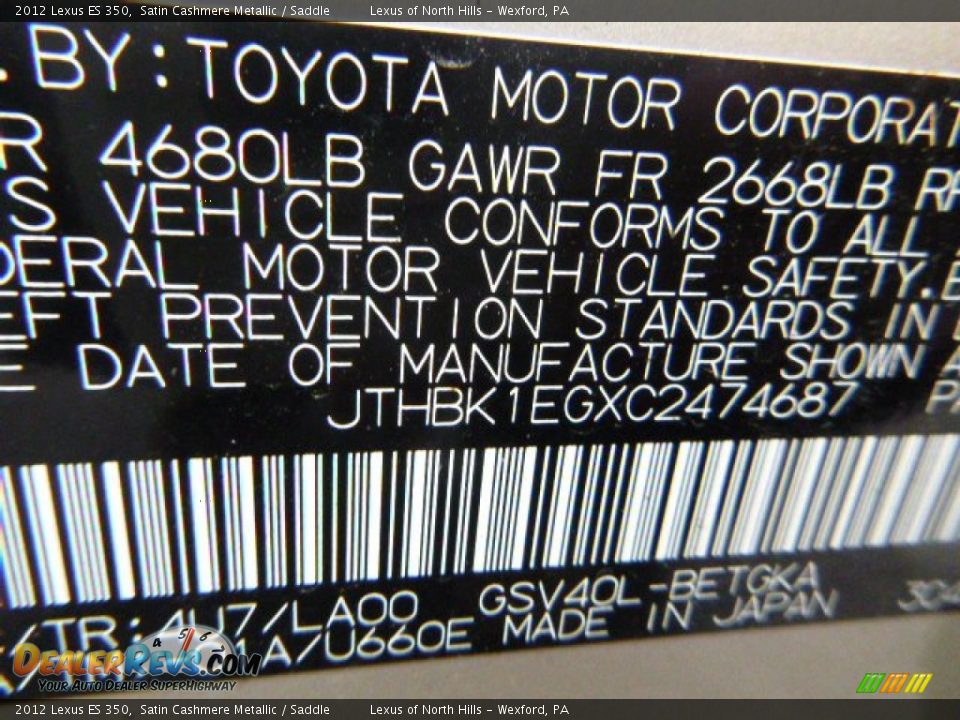 2012 Lexus ES 350, Satin Cashmere Metallic / Saddle Lexus of North Hills - Wexford, PA
. BY: TOYOTA MOTOR CORPORAT
R 4680LB GAWR FR 2668LB RR
S VEHICLE CONFORMS TO ALL
DERAL MOTOR VEHICLE SAFETY,
EFT PREVENTION STANDARDS IN
E DATE OF MANUFACTURE SHOWN A
JTHBK1EGXC2474687
/TR: 4U7/LA00 GSV40L-BETGKA
A/U660E MADE IN JAPAN
DEALERREVS.COM
YOUR AUTO DEALER SUPERHIGHWAY
2012 Lexus ES 350, Satin Cashmere Metallic / Saddle Lexus of North Hills - Wexford, PA